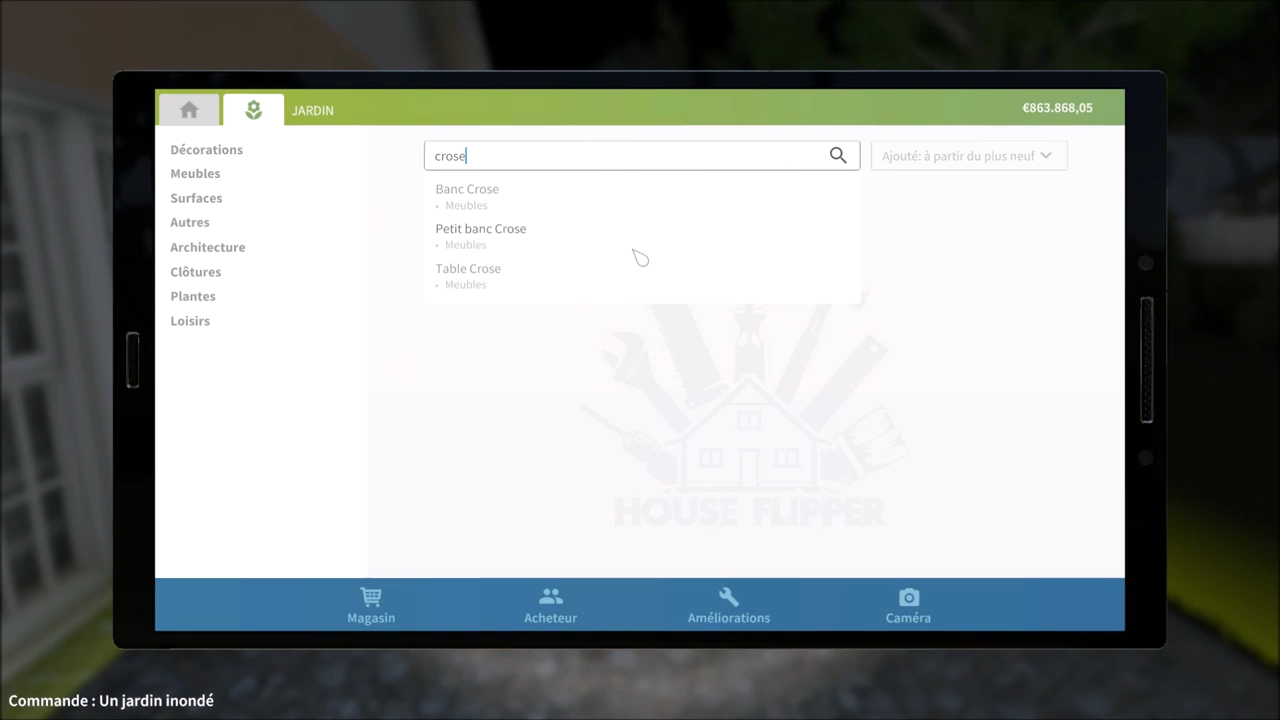 JARDIN
€863.868,05
Décorations
Meubles
Surfaces
Autres
Architecture
Clôtures
Plantes
Loisirs
crose
Ajouté: à partir du plus neuf
Banc Crose
• Meubles
Petit banc Crose
• Meubles
Table Crose
• Meubles
HOUSE FLIPPER
Magasin
Acheteur
Améliorations
Caméra
Commande : Un jardin inondé